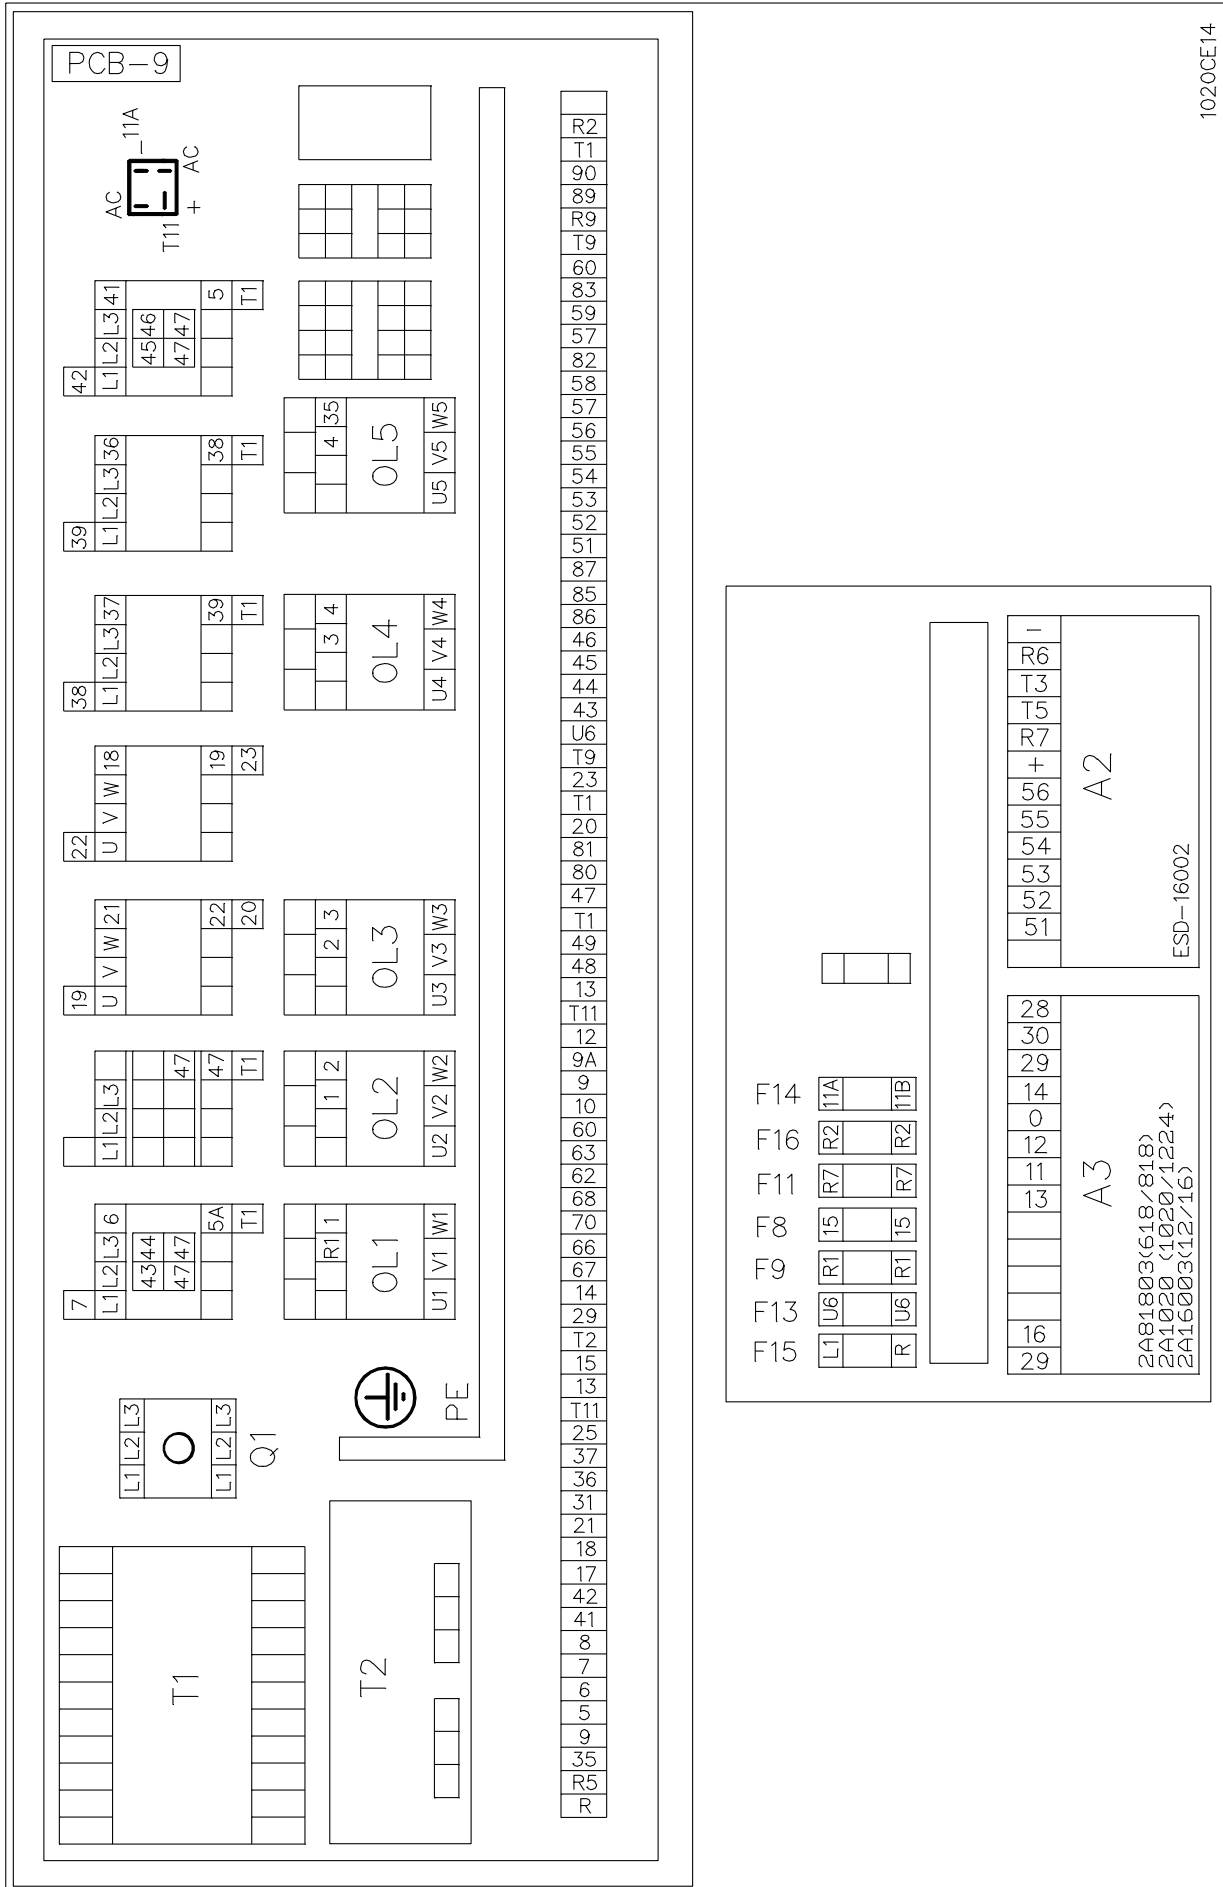 PCB-9
1020CE14
AC
-
11A
T11
+
AC
42
L1 L2 L3 41
45 46
47 47
5
T1
39
L1 L2 L3 36
38
T1
38
L1 L2 L3 37
39
T1
22
U V W 18
19
23
19
U V W 21
22
20
L1 L2 L3
47
47
T1
7
L1 L2 L3 6
43 44
47 47
5A
T1
4 35
OL5
U5 V5 W5
3 4
OL4
U4 V4 W4
2 3
OL3
U3 V3 W3
1 2
OL2
U2 V2 W2
R1 1
OL1
U1 V1 W1
L1 L2 L3
L1 L2 L3
Q1
PE
T1
T2
R2
T1
90
89
R9
T9
60
83
59
57
82
58
57
56
55
54
53
52
51
87
85
86
46
45
44
43
U6
T9
23
T1
20
81
80
47
T1
49
48
13
T11
12
9A
9
10
60
63
62
68
70
66
67
14
29
T2
15
13
T11
25
37
36
31
21
18
17
42
41
8
7
6
5
9
35
R5
R
F14 11A 11B
F16 R2 R2
F11 R7 R7
F8 15 15
F9 R1 R1
F13 U6 U6
F15 L1 R
-
R6
T3
T5
R7
+
56
55
54
53
52
51
A2
ESD-16002
28
30
29
14
0
12
11
13
16
29
A3
2A81803(618/818)
2A1020 (1020/1224)
2A16003(12/16)